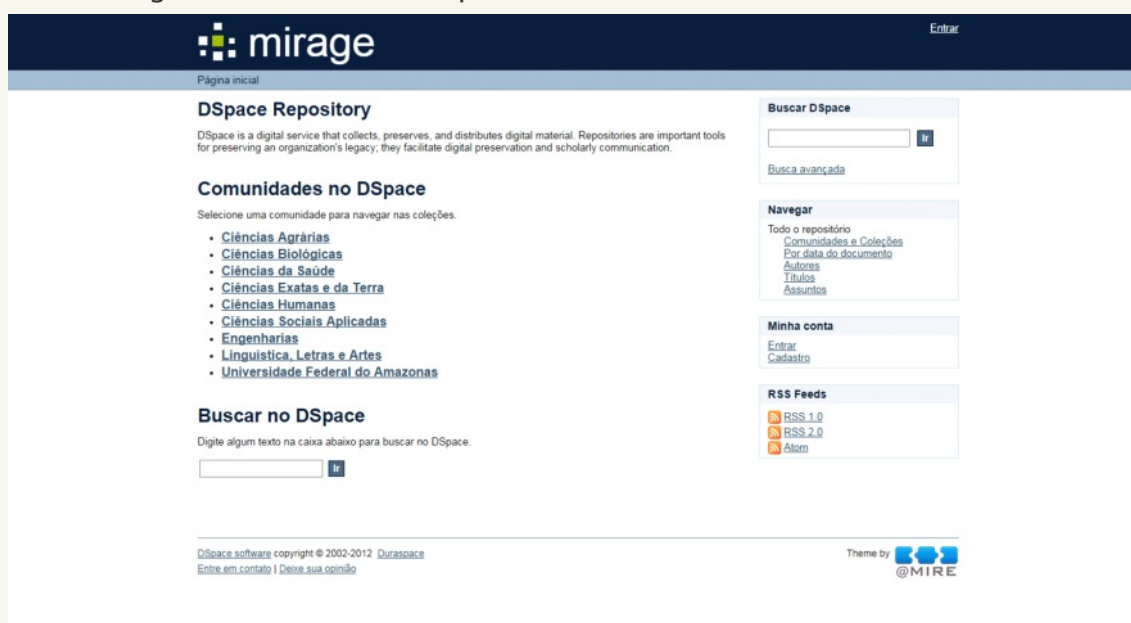 mirage
Entrar
Página inicial
DSpace Repository
DSpace is a digital service that collects, preserves, and distributes digital material. Repositories are important tools
for preserving an organization's legacy; they facilitate digital preservation and scholarly communication.
Comunidades no DSpace
Selecione uma comunidade para navegar nas coleções.
Ciências Agrárias
Ciências Biológicas
Ciências da Saúde
Ciências Exatas e da Terra
Ciências Humanas
Ciências Sociais Aplicadas
Engenharias
Linguistica, Letras e Artes
Universidade Federal do Amazonas
Buscar no DSpace
Digite algum texto na caixa abaixo para buscar no DSpace.
Ir
Buscar DSpace
Ir
Busca avançada
Navegar
Todo o repositório
Comunidades e Coleções
Por data do documento
Autores
Títulos
Assuntos
Minha conta
Entrar
Cadastro
RSS Feeds
RSS 1.0
RSS 2.0
Atom
DSpace software copyright © 2002-2012 Duraspace
Entre em contato | Deixe sua opinião
Theme by
@MIRE